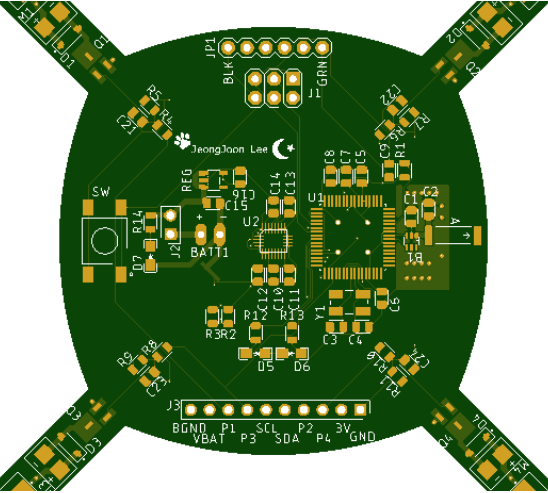 JP1
BLK
GRN
J1
D1
Q1
D2
Q2
R5
R4
C21
C22
R6
R7
JeongJoon Lee
REG
C16
C15
C14
C13
C8
C7
C5
C9
R1
U1
C1
C2
A
B1
SW
R14
J2
D7
+
-
BATT1
U2
C12
C10
C11
Y1
C6
C3
C4
R3
R2
R12
R13
D5
D6
R9
R8
C23
R10
R11
C24
Q3
D3
M3
D4
J3
BGND P1 SCL P2 3V GND
VBAT P3 SDA P4